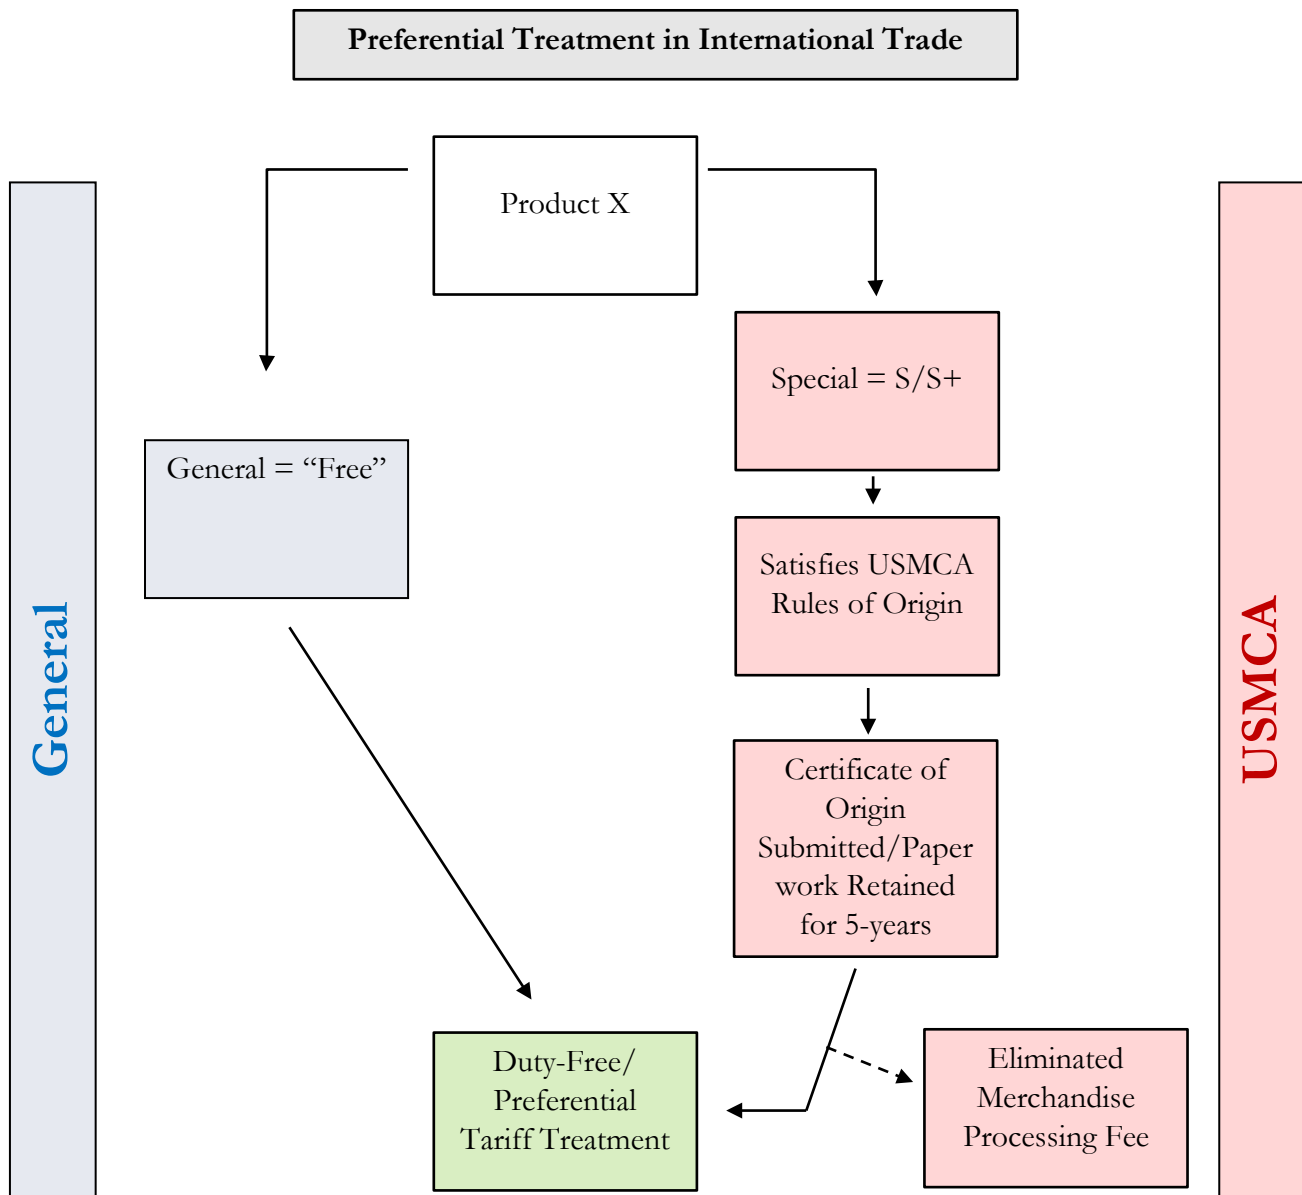 Preferential Treatment in International Trade
Product X
General
General = “Free”
Special = S/S+
Satisfies USMCA
Rules of Origin
Certificate of
Origin
Submitted/Paper
work Retained
for 5-years
Duty-Free/
Preferential
Tariff Treatment
Eliminated
Merchandise
Processing Fee
USMCA